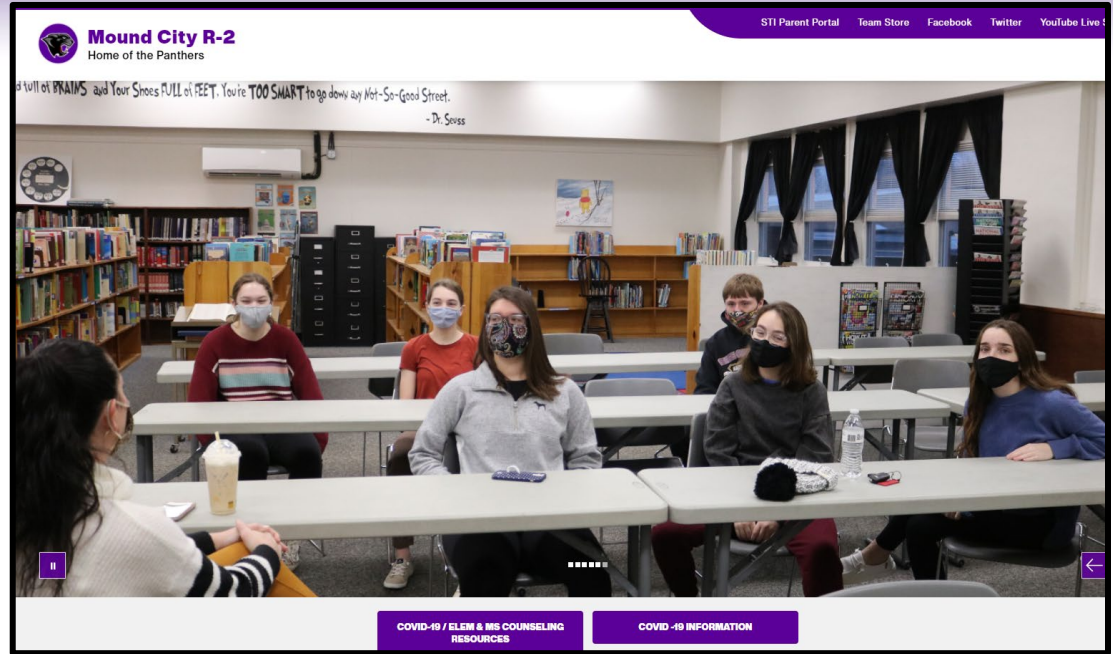 Mound City R-2
Home of the Panthers
STI Parent Portal Team Store Facebook Twitter YouTube Live S
d full of BRAINS and Your Shoes FULL of FEET. You're TOO SMART to go down any Not-So-Good Street.
- Dr. Seuss
COVID-19 / ELEM & MS COUNSELING
RESOURCES
COVID -19 INFORMATION